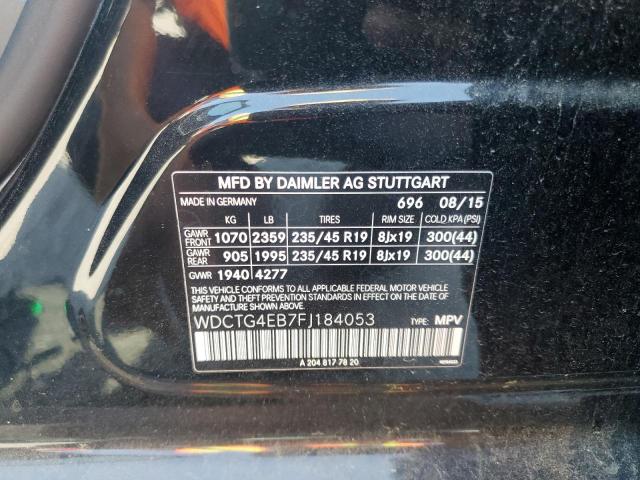 MFD BY DAIMLER AG STUTTGART
MADE IN GERMANY 696 08/15
KG LB TIRES RIM SIZE COLD KPA (PSI)
GAWR FRONT 1070 2359 235/45 R19 8Jx19 300(44)
GAWR REAR 905 1995 235/45 R19 8Jx19 300(44)
GVWR 1940 4277
THIS VEHICLE CONFORMS TO ALL
APPLICABLE FEDERAL MOTOR VEHICLE
SAFETY STANDARDS IN EFFECT ON THE
DATE OF MANUFACTURE SHOWN ABOVE.
WDCTG4EB7FJ184053 TYPE: MPV
A 204 817 78 20